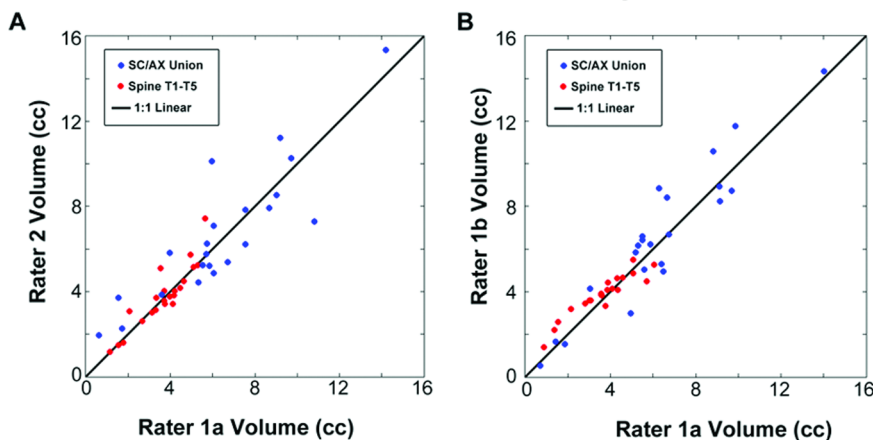 A
16
12
8
4
0
0
4
8
12
16
Rater 2 Volume (cc)
Rater 1a Volume (cc)
SC/AX Union
Spine T1-T5
1:1 Linear
B
16
12
8
4
0
0
4
8
12
16
Rater 1b Volume (cc)
Rater 1a Volume (cc)
SC/AX Union
Spine T1-T5
1:1 Linear